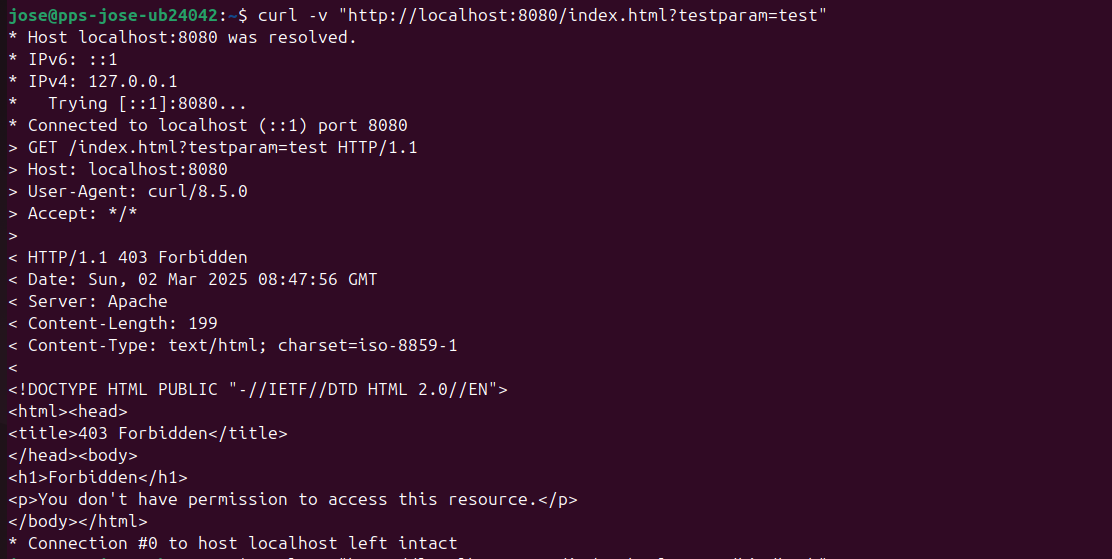 jose@pps-jose-ub24042:~$ curl -v "http://localhost:8080/index.html?testparam=test"
* Host localhost:8080 was resolved.
* IPv6: ::1
* IPv4: 127.0.0.1
*   Trying [::1]:8080...
* Connected to localhost (::1) port 8080
> GET /index.html?testparam=test HTTP/1.1
> Host: localhost:8080
> User-Agent: curl/8.5.0
> Accept: */*
>
< HTTP/1.1 403 Forbidden
< Date: Sun, 02 Mar 2025 08:47:56 GMT
< Server: Apache
< Content-Length: 199
< Content-Type: text/html; charset=iso-8859-1
<
<!DOCTYPE HTML PUBLIC "-//IETF//DTD HTML 2.0//EN">
<html><head>
<title>403 Forbidden</title>
</head><body>
<h1>Forbidden</h1>
<p>You don't have permission to access this resource.</p>
</body></html>
* Connection #0 to host localhost left intact